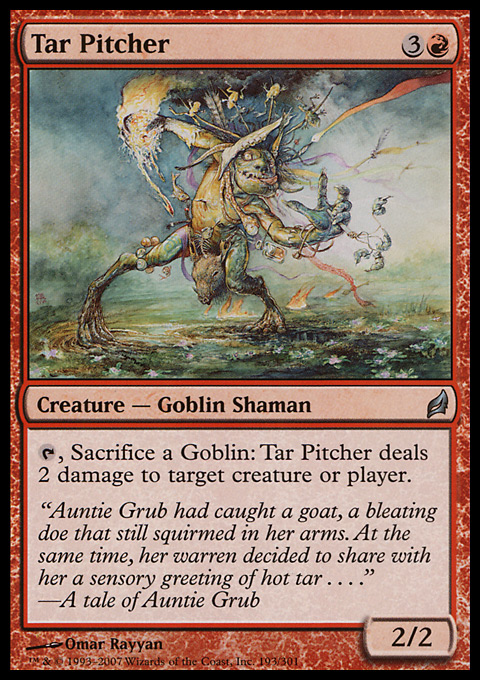 Tar Pitcher 3
Creature — Goblin Shaman
, Sacrifice a Goblin: Tar Pitcher deals
2 damage to target creature or player.
“Auntie Grub had caught a goat, a bleating
doe that still squirmed in her arms. At the
same time, her warren decided to share with
her a sensory greeting of hot tar . . . .”
—A tale of Auntie Grub
Omar Rayyan
2/2
™ & © 1993–2007 Wizards of the Coast, Inc. 193/301